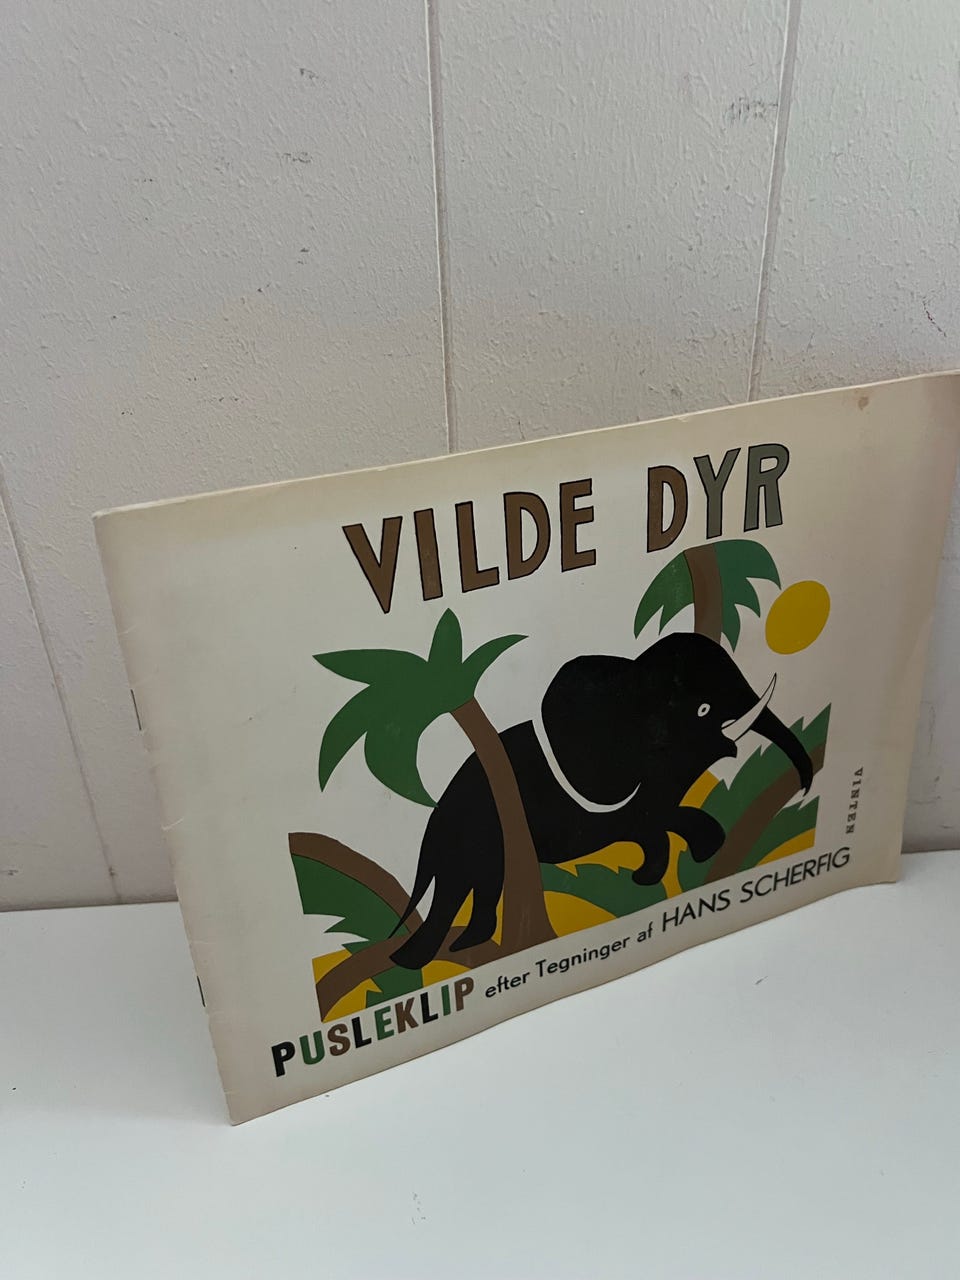 VILDE DYR
VINTEN
PUSLEKLIP efter Tegninger af HANS SCHERFIG